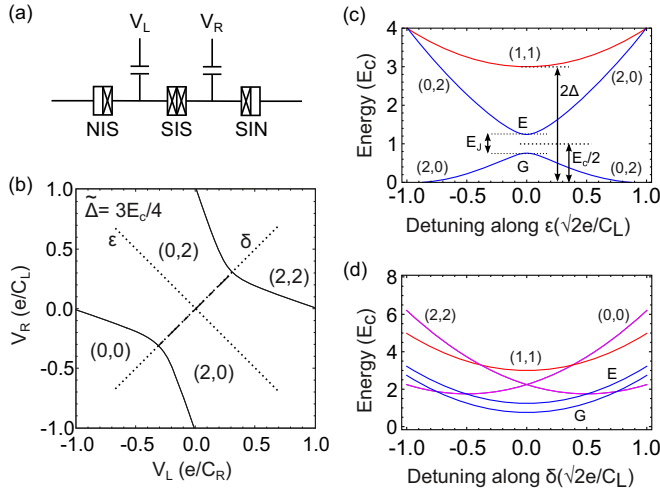 (a)
V_L
V_R
NIS
SIS
SIN
(b)
Δ̃ = 3E_c/4
ε
δ
(0,2)
(2,2)
(0,0)
(2,0)
1.0
0.5
0.0
-0.5
-1.0
V_R (e/C_L)
-1.0
-0.5
0.0
0.5
1.0
V_L (e/C_R)
(c)
4
3
2
1
0
Energy (E_C)
(1,1)
(0,2)
(2,0)
E
2Δ
E_J
E_c/2
G
(2,0)
(0,2)
-1.0
-0.5
0.0
0.5
1.0
Detuning along ε(√2e/C_L)
(d)
8
6
4
2
0
Energy (E_C)
(2,2)
(0,0)
(1,1)
E
G
-1.0
-0.5
0.0
0.5
1.0
Detuning along δ(√2e/C_L)